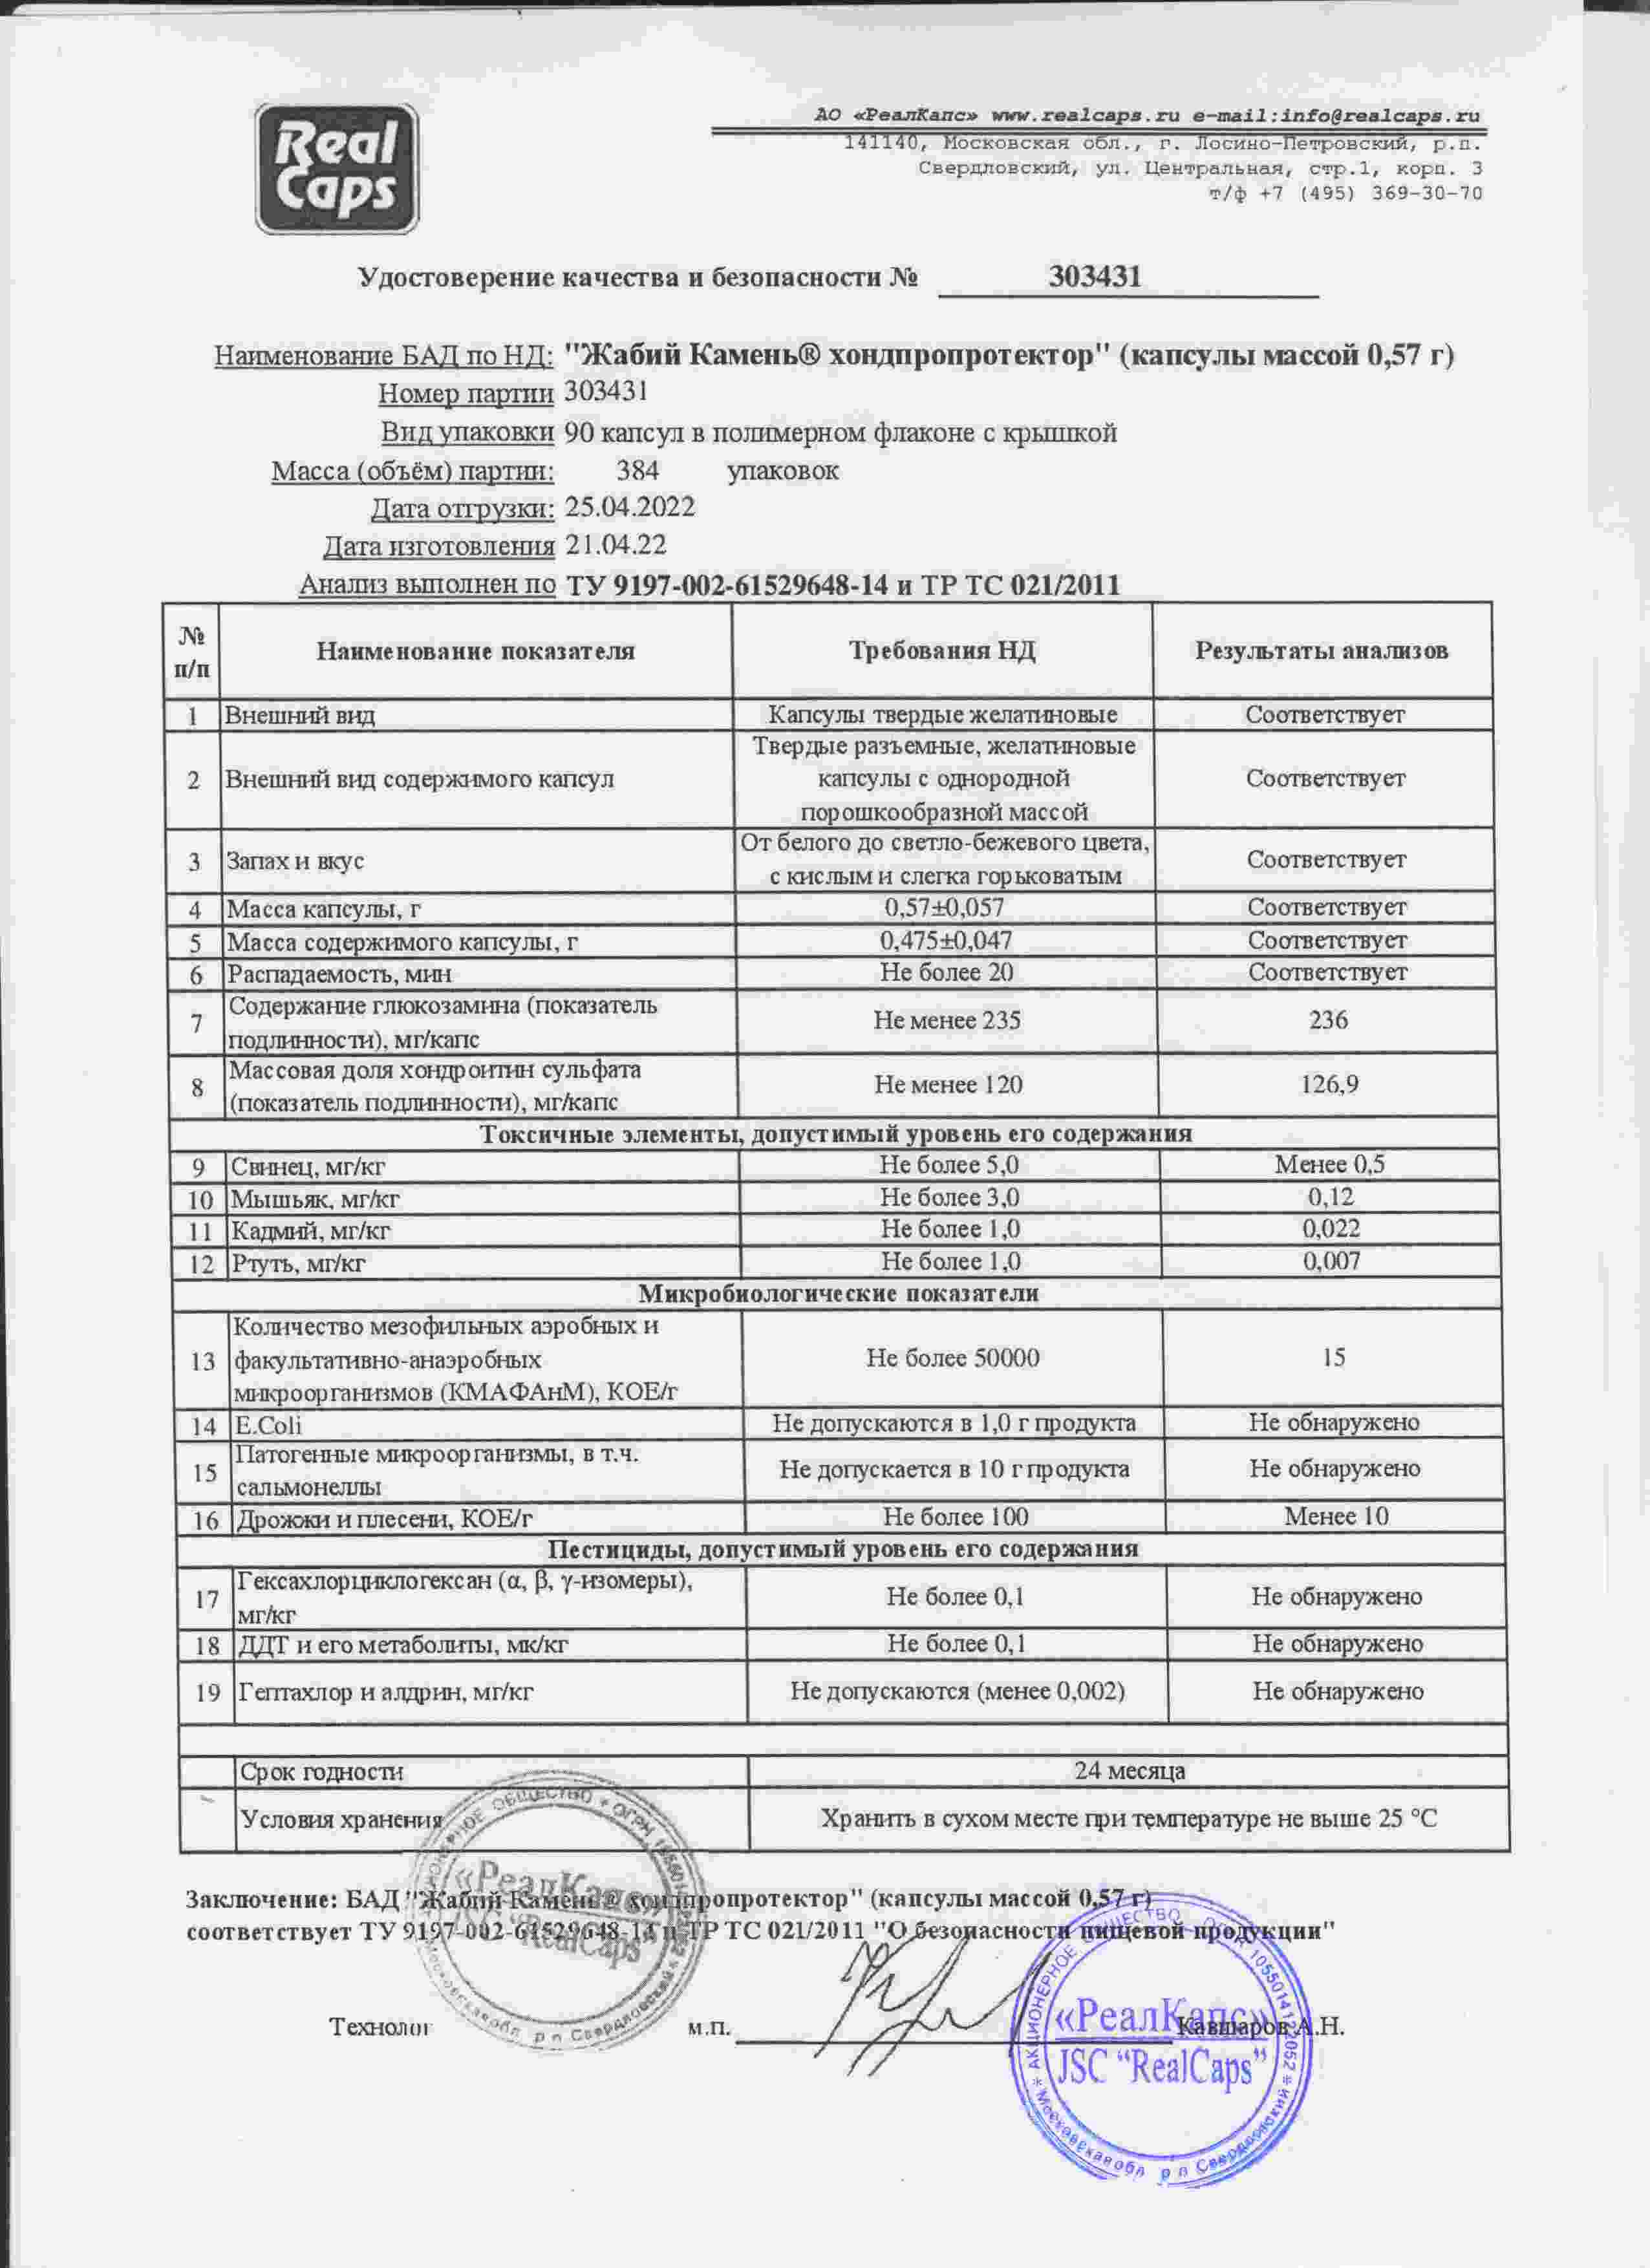 Real
Caps
АО «РеалКапс» www.realcaps.ru e-mail:info@realcaps.ru
141140, Московская обл., г. Лосино-Петровский, р.п.
Свердловский, ул. Центральная, стр.1, корп. 3
т/ф +7 (495) 369-30-70
Удостоверение качества и безопасности № 303431
Наименование БАД по НД: "Жабий Камень® хондпропротектор" (капсулы массой 0,57 г)
Номер партии 303431
Вид упаковки 90 капсул в полимерном флаконе с крышкой
Масса (объём) партии: 384 упаковок
Дата отгрузки: 25.04.2022
Дата изготовления 21.04.22
Анализ выполнен по ТУ 9197-002-61529648-14 и ТР ТС 021/2011
№ п/п Наименование показателя Требования НД Результаты анализов
1 Внешний вид Капсулы твердые желатиновые Соответствует
2 Внешний вид содержимого капсул Твердые разъемные, желатиновые капсулы с однородной порошкообразной массой Соответствует
3 Запах и вкус От белого до светло-бежевого цвета, с кислым и слегка горьковатым Соответствует
4 Масса капсулы, г 0,57±0,057 Соответствует
5 Масса содержимого капсулы, г 0,475±0,047 Соответствует
6 Распадаемость, мин Не более 20 Соответствует
7 Содержание глюкозамина (показатель подлинности), мг/капс Не менее 235 236
8 Массовая доля хондроитин сульфата (показатель подлинности), мг/капс Не менее 120 126,9
Токсичные элементы, допустимый уровень его содержания
9 Свинец, мг/кг Не более 5,0 Менее 0,5
10 Мышьяк, мг/кг Не более 3,0 0,12
11 Кадмий, мг/кг Не более 1,0 0,022
12 Ртуть, мг/кг Не более 1,0 0,007
Микробиологические показатели
13 Количество мезофильных аэробных и факультативно-анаэробных микроорганизмов (КМАФАнМ), КОЕ/г Не более 50000 15
14 E.Coli Не допускаются в 1,0 г продукта Не обнаружено
15 Патогенные микроорганизмы, в т.ч. сальмонеллы Не допускается в 10 г продукта Не обнаружено
16 Дрожжи и плесени, КОЕ/г Не более 100 Менее 10
Пестициды, допустимый уровень его содержания
17 Гексахлорциклогексан (α, β, γ-изомеры), мг/кг Не более 0,1 Не обнаружено
18 ДДТ и его метаболиты, мк/кг Не более 0,1 Не обнаружено
19 Гептахлор и алдрин, мг/кг Не допускаются (менее 0,002) Не обнаружено
Срок годности 24 месяца
Условия хранения Хранить в сухом месте при температуре не выше 25 °С
Заключение: БАД "Жабий Камень® хондпропротектор" (капсулы массой 0,57 г)
соответствует ТУ 9197-002-61529648-14 и ТР ТС 021/2011 "О безопасности пищевой продукции"
Технолог м.п. Кавшаров А.Н.
АКЦИОНЕРНОЕ ОБЩЕСТВО * ОГРН
«РеалКапс»
JSC "RealCaps"
Московская обл р п Свердловский
* АКЦИОНЕРНОЕ ОБЩЕСТВО ОГРН 1055014122052 *
«РеалКапс»
JSC "RealCaps"
Московская обл р п Свердловский